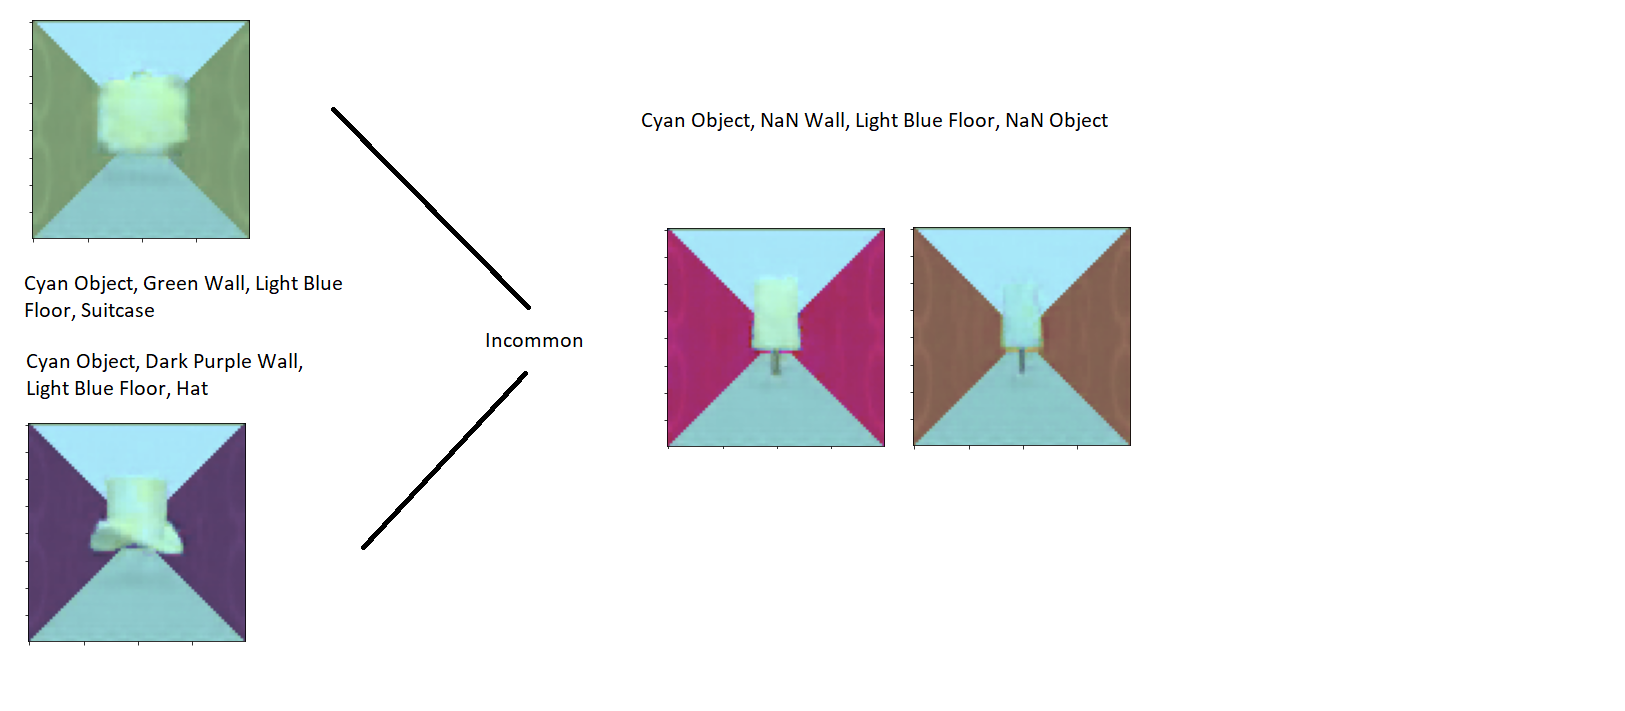 Cyan Object, Green Wall, Light Blue
Floor, Suitcase
Cyan Object, Dark Purple Wall,
Light Blue Floor, Hat
Incommon
Cyan Object, NaN Wall, Light Blue Floor, NaN Object